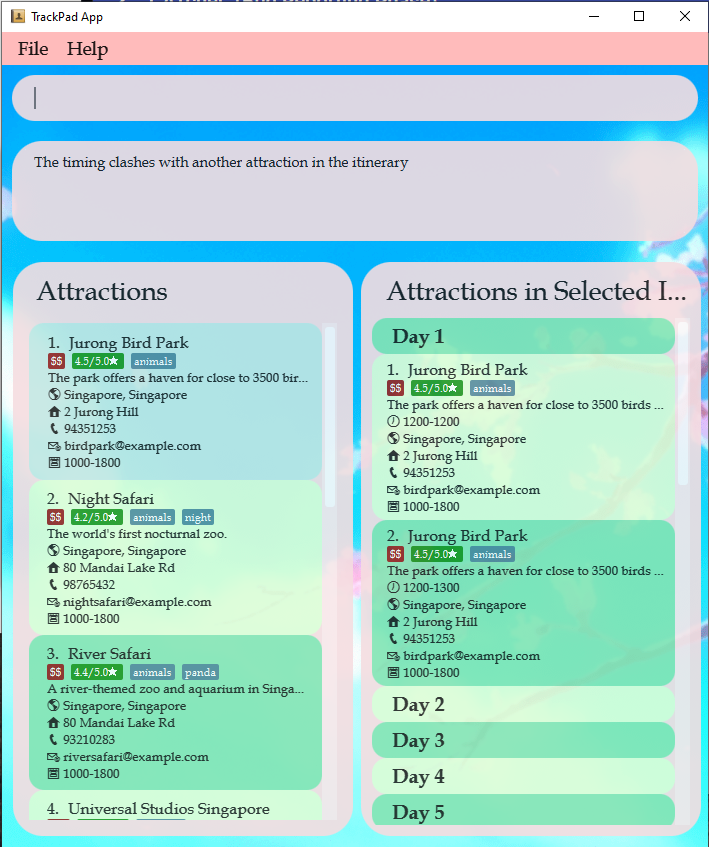 TrackPad App
File Help
The timing clashes with another attraction in the itinerary
Attractions
1. Jurong Bird Park
$$ 4.5/5.0★ animals
The park offers a haven for close to 3500 bir...
Singapore, Singapore
2 Jurong Hill
94351253
birdpark@example.com
1000-1800
2. Night Safari
$$ 4.2/5.0★ animals night
The world's first nocturnal zoo.
Singapore, Singapore
80 Mandai Lake Rd
98765432
nightsafari@example.com
1000-1800
3. River Safari
$$ 4.4/5.0★ animals panda
A river-themed zoo and aquarium in Singa...
Singapore, Singapore
80 Mandai Lake Rd
93210283
riversafari@example.com
1000-1800
4. Universal Studios Singapore
Attractions in Selected I...
Day 1
1. Jurong Bird Park
$$ 4.5/5.0★ animals
The park offers a haven for close to 3500 birds ...
1200-1200
Singapore, Singapore
2 Jurong Hill
94351253
birdpark@example.com
1000-1800
2. Jurong Bird Park
$$ 4.5/5.0★ animals
The park offers a haven for close to 3500 birds ...
1200-1300
Singapore, Singapore
2 Jurong Hill
94351253
birdpark@example.com
1000-1800
Day 2
Day 3
Day 4
Day 5